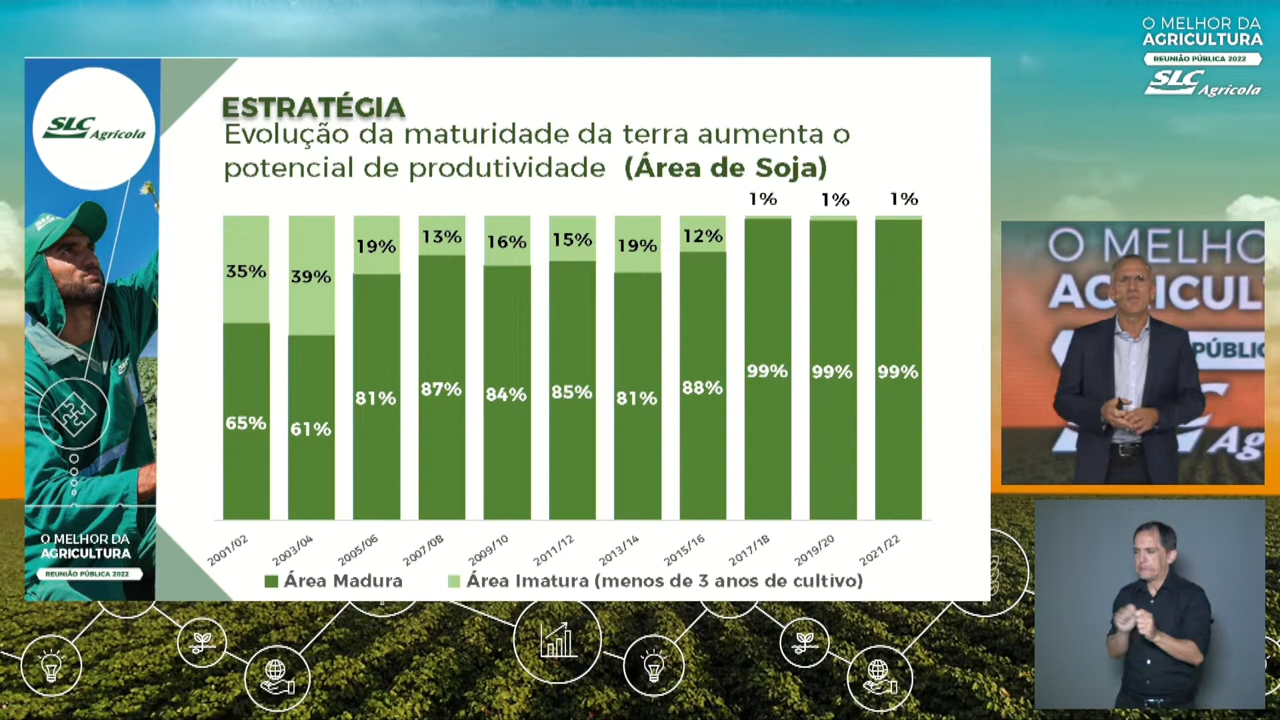 O MELHOR DA
AGRICULTURA
REUNIÃO PÚBLICA 2022
SLC Agrícola
SLC Agrícola
ESTRATÉGIA
Evolução da maturidade da terra aumenta o
potencial de produtividade (Área de Soja)
1% 1% 1%
35% 39% 19% 13% 16% 15% 19% 12%
65% 61% 81% 87% 84% 85% 81% 88% 99% 99% 99%
2001/02 2003/04 2005/06 2007/08 2009/10 2011/12 2013/14 2015/16 2017/18 2019/20 2021/22
Área Madura Área Imatura (menos de 3 anos de cultivo)
SLC
O MELHOR DA
AGRICULTURA
REUNIÃO PÚBLICA 2022
O MELHO
AGRICUL
PÚBLIC
Ag